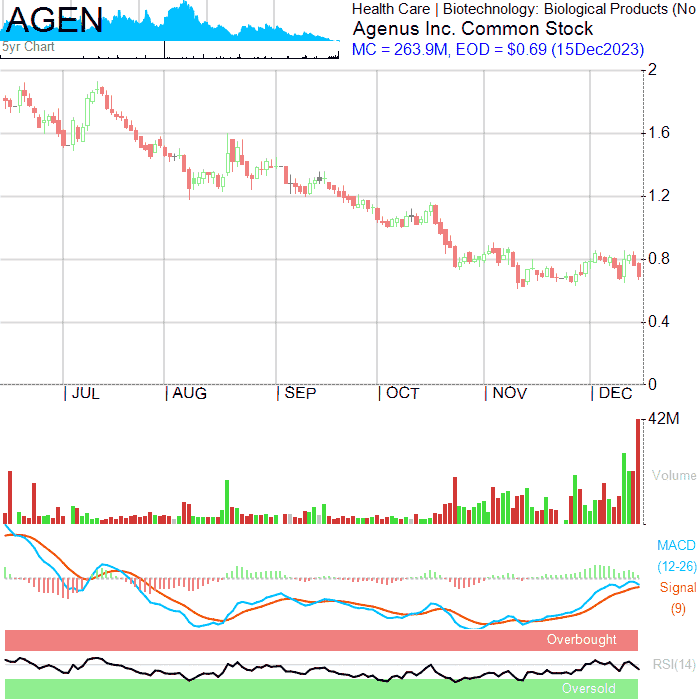 AGEN
5yr Chart
Health Care | Biotechnology: Biological Products (No
Agenus Inc. Common Stock
MC = 263.9M, EOD = $0.69 (15Dec2023)
2
1.6
1.2
0.8
0.4
0
| JUL | AUG | SEP | OCT | NOV | DEC
42M
Volume
MACD
(12-26)
Signal
(9)
Overbought
RSI(14)
Oversold